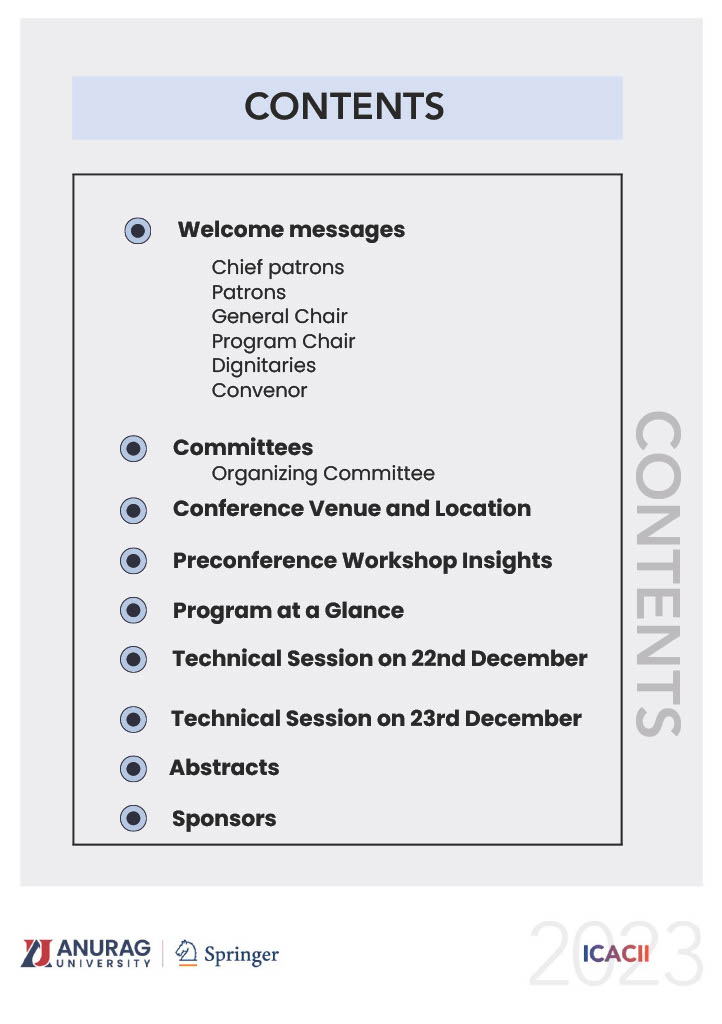 CONTENTS
Welcome messages
Chief patrons
Patrons
General Chair
Program Chair
Dignitaries
Convenor
Committees
Organizing Committee
Conference Venue and Location
Preconference Workshop Insights
Program at a Glance
Technical Session on 22nd December
Technical Session on 23rd December
Abstracts
Sponsors
CONTENTS
ANURAG
UNIVERSITY
Springer
2023
ICACII